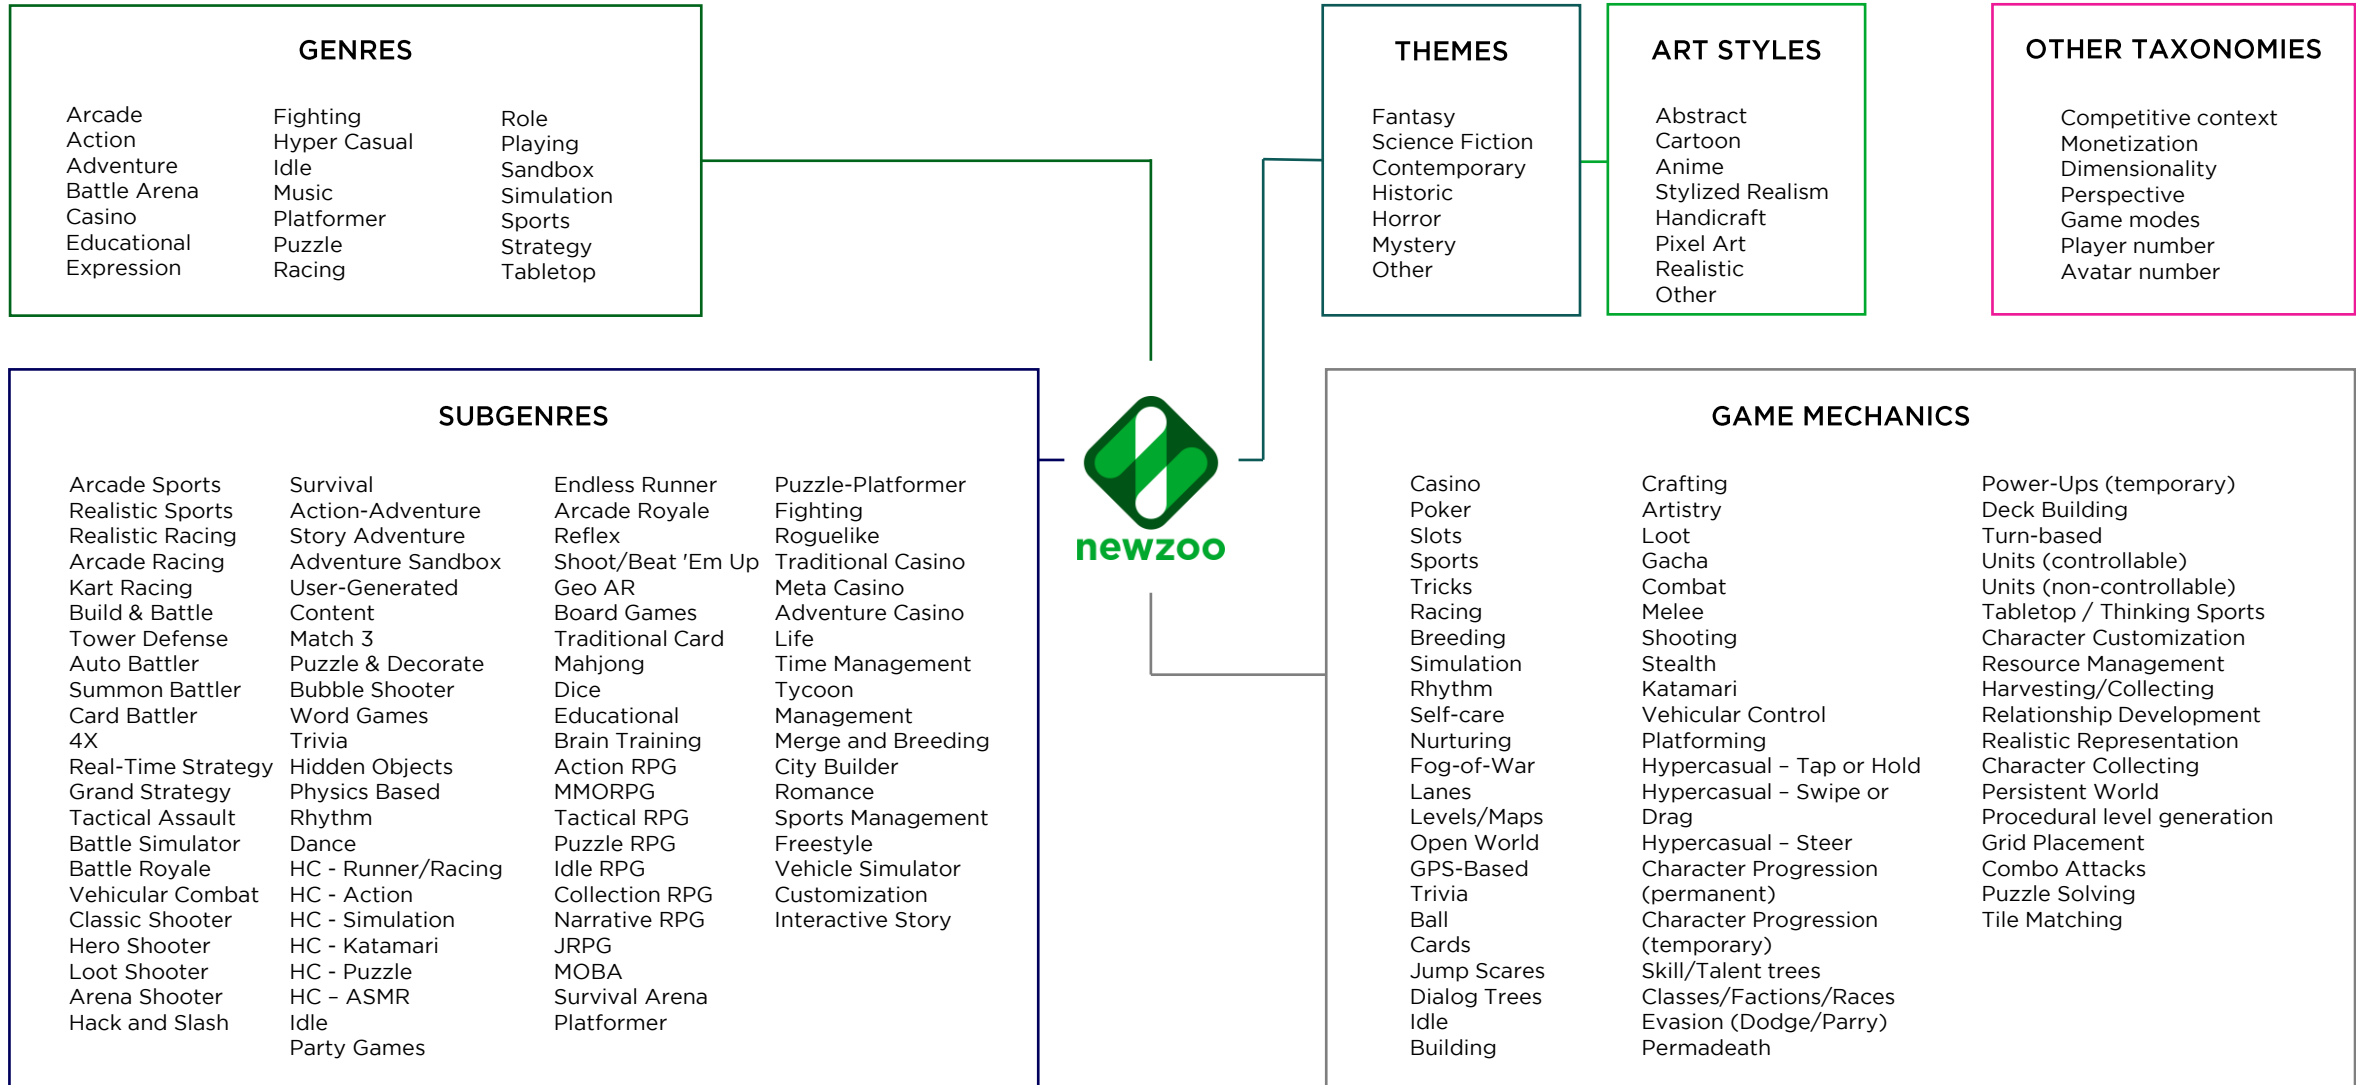 GENRES
Arcade
Action
Adventure
Battle Arena
Casino
Educational
Expression
Fighting
Hyper Casual
Idle
Music
Platformer
Puzzle
Racing
Role
Playing
Sandbox
Simulation
Sports
Strategy
Tabletop
THEMES
Fantasy
Science Fiction
Contemporary
Historic
Horror
Mystery
Other
ART STYLES
Abstract
Cartoon
Anime
Stylized Realism
Handicraft
Pixel Art
Realistic
Other
OTHER TAXONOMIES
Competitive context
Monetization
Dimensionality
Perspective
Game modes
Player number
Avatar number
SUBGENRES
Arcade Sports
Realistic Sports
Realistic Racing
Arcade Racing
Kart Racing
Build & Battle
Tower Defense
Auto Battler
Summon Battler
Card Battler
4X
Real-Time Strategy
Grand Strategy
Tactical Assault
Battle Simulator
Battle Royale
Vehicular Combat
Classic Shooter
Hero Shooter
Loot Shooter
Arena Shooter
Hack and Slash
Survival
Action-Adventure
Story Adventure
Adventure Sandbox
User-Generated
Content
Match 3
Puzzle & Decorate
Bubble Shooter
Word Games
Trivia
Hidden Objects
Physics Based
Rhythm
Dance
HC - Runner/Racing
HC - Action
HC - Simulation
HC - Katamari
HC - Puzzle
HC – ASMR
Idle
Party Games
Endless Runner
Arcade Royale
Reflex
Shoot/Beat 'Em Up
Geo AR
Board Games
Traditional Card
Mahjong
Dice
Educational
Brain Training
Action RPG
MMORPG
Tactical RPG
Puzzle RPG
Idle RPG
Collection RPG
Narrative RPG
JRPG
MOBA
Survival Arena
Platformer
Puzzle-Platformer
Fighting
Roguelike
Traditional Casino
Meta Casino
Adventure Casino
Life
Time Management
Tycoon
Management
Merge and Breeding
City Builder
Romance
Sports Management
Freestyle
Vehicle Simulator
Customization
Interactive Story
newzoo
GAME MECHANICS
Casino
Poker
Slots
Sports
Tricks
Racing
Breeding
Simulation
Rhythm
Self-care
Nurturing
Fog-of-War
Lanes
Levels/Maps
Open World
GPS-Based
Trivia
Ball
Cards
Jump Scares
Dialog Trees
Idle
Building
Crafting
Artistry
Loot
Gacha
Combat
Melee
Shooting
Stealth
Katamari
Vehicular Control
Platforming
Hypercasual – Tap or Hold
Hypercasual – Swipe or
Drag
Hypercasual – Steer
Character Progression
(permanent)
Character Progression
(temporary)
Skill/Talent trees
Classes/Factions/Races
Evasion (Dodge/Parry)
Permadeath
Power-Ups (temporary)
Deck Building
Turn-based
Units (controllable)
Units (non-controllable)
Tabletop / Thinking Sports
Character Customization
Resource Management
Harvesting/Collecting
Relationship Development
Realistic Representation
Character Collecting
Persistent World
Procedural level generation
Grid Placement
Combo Attacks
Puzzle Solving
Tile Matching